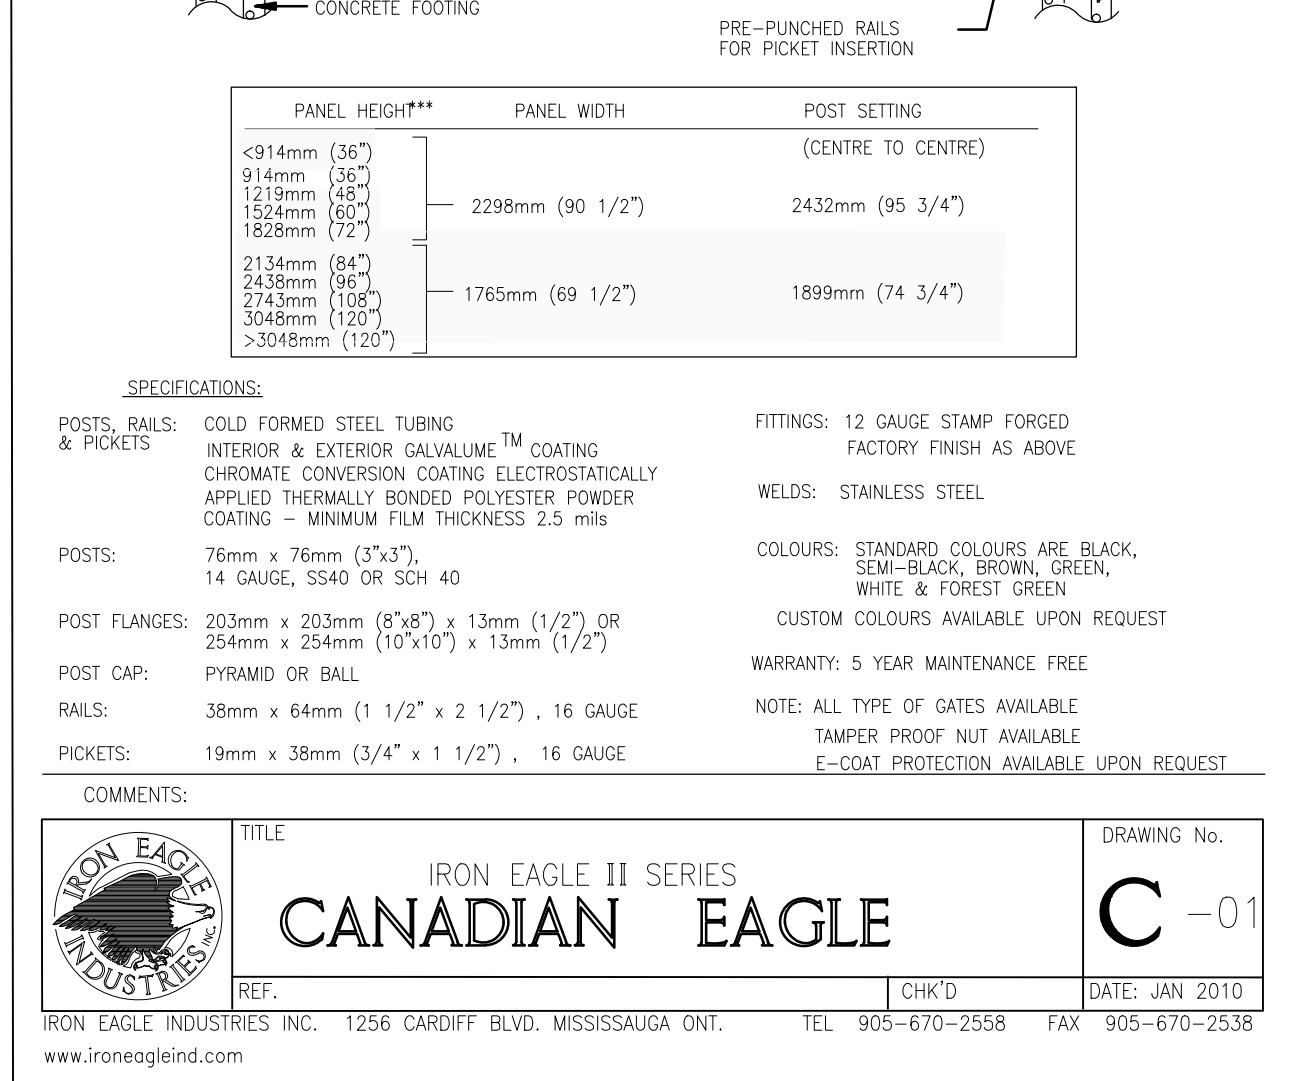 CONCRETE FOOTING
PRE-PUNCHED RAILS
FOR PICKET INSERTION
PANEL HEIGHT*** PANEL WIDTH POST SETTING
(CENTRE TO CENTRE)
<914mm (36")
914mm (36")
1219mm (48")
1524mm (60") 2298mm (90 1/2") 2432mm (95 3/4")
1828mm (72")
2134mm (84")
2438mm (96")
2743mm (108") 1765mm (69 1/2") 1899mm (74 3/4")
3048mm (120")
>3048mm (120")
SPECIFICATIONS:
POSTS, RAILS: COLD FORMED STEEL TUBING
& PICKETS INTERIOR & EXTERIOR GALVALUME TM COATING
CHROMATE CONVERSION COATING ELECTROSTATICALLY
APPLIED THERMALLY BONDED POLYESTER POWDER
COATING – MINIMUM FILM THICKNESS 2.5 mils
POSTS: 76mm x 76mm (3"x3"),
14 GAUGE, SS40 OR SCH 40
POST FLANGES: 203mm x 203mm (8"x8") x 13mm (1/2") OR
254mm x 254mm (10"x10") x 13mm (1/2")
POST CAP: PYRAMID OR BALL
RAILS: 38mm x 64mm (1 1/2" x 2 1/2") , 16 GAUGE
PICKETS: 19mm x 38mm (3/4" x 1 1/2") , 16 GAUGE
FITTINGS: 12 GAUGE STAMP FORGED
FACTORY FINISH AS ABOVE
WELDS: STAINLESS STEEL
COLOURS: STANDARD COLOURS ARE BLACK,
SEMI-BLACK, BROWN, GREEN,
WHITE & FOREST GREEN
CUSTOM COLOURS AVAILABLE UPON REQUEST
WARRANTY: 5 YEAR MAINTENANCE FREE
NOTE: ALL TYPE OF GATES AVAILABLE
TAMPER PROOF NUT AVAILABLE
E-COAT PROTECTION AVAILABLE UPON REQUEST
COMMENTS:
IRON EAGLE
INDUSTRIES INC.
TITLE
IRON EAGLE II SERIES
CANADIAN EAGLE
DRAWING No.
C -01
REF. CHK'D DATE: JAN 2010
IRON EAGLE INDUSTRIES INC. 1256 CARDIFF BLVD. MISSISSAUGA ONT. TEL 905-670-2558 FAX 905-670-2538
www.ironeagleind.com